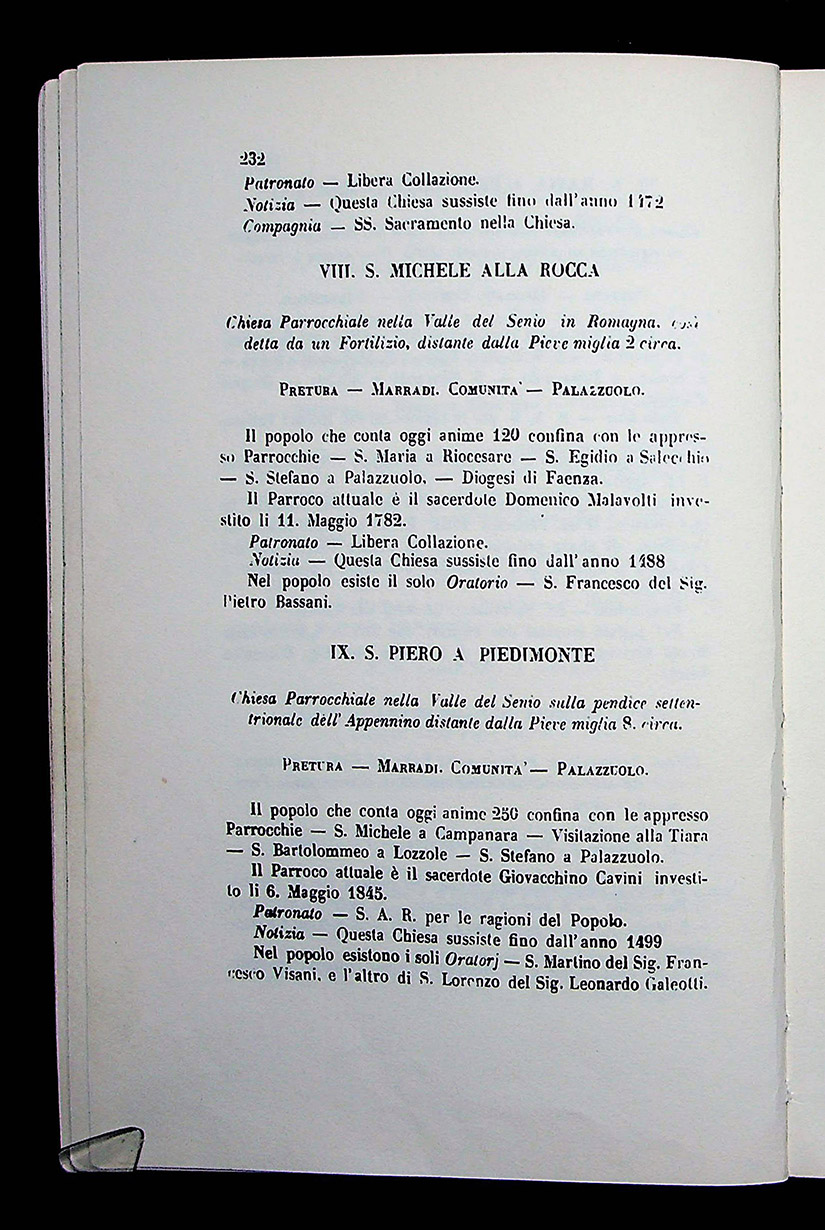 232
Patronato — Libera Collazione.
Notizia — Questa Chiesa sussiste fino dall'anno 1472
Compagnia — SS. Sacramento nella Chiesa.
VIII. S. MICHELE ALLA ROCCA
Chiesa Parrocchiale nella Valle del Senio in Romagna, così
detta da un Fortilizio, distante dalla Pieve miglia 2 circa.
PRETURA — MARRADI. COMUNITA' — PALAZZUOLO.
Il popolo che conta oggi anime 120 confina con le appres-
so Parrocchie — S. Maria a Riocesare — S. Egidio a Salecchio
— S. Stefano a Palazzuolo, — Diogesi di Faenza.
Il Parroco attuale è il sacerdote Domenico Malavolti inve-
stito li 11. Maggio 1782.
Patronato — Libera Collazione.
Notizia — Questa Chiesa sussiste fino dall'anno 1488
Nel popolo esiste il solo Oratorio — S. Francesco del Sig.
Pietro Bassani.
IX. S. PIERO A PIEDIMONTE
Chiesa Parrocchiale nella Valle del Senio sulla pendice setten-
trionale dell'Appennino distante dalla Pieve miglia 8. circa.
PRETURA — MARRADI. COMUNITA' — PALAZZUOLO.
Il popolo che conta oggi anime 250 confina con le appresso
Parrocchie — S. Michele a Campanara — Visitazione alla Tiara
— S. Bartolommeo a Lozzole — S. Stefano a Palazzuolo.
Il Parroco attuale è il sacerdote Giovacchino Cavini investi-
to li 6. Maggio 1845.
Patronato — S. A. R. per le ragioni del Popolo.
Notizia — Questa Chiesa sussiste fino dall'anno 1499
Nel popolo esistono i soli Oratorj — S. Martino del Sig. Fran-
cesco Visani, e l'altro di S. Lorenzo del Sig. Leonardo Galeotti.